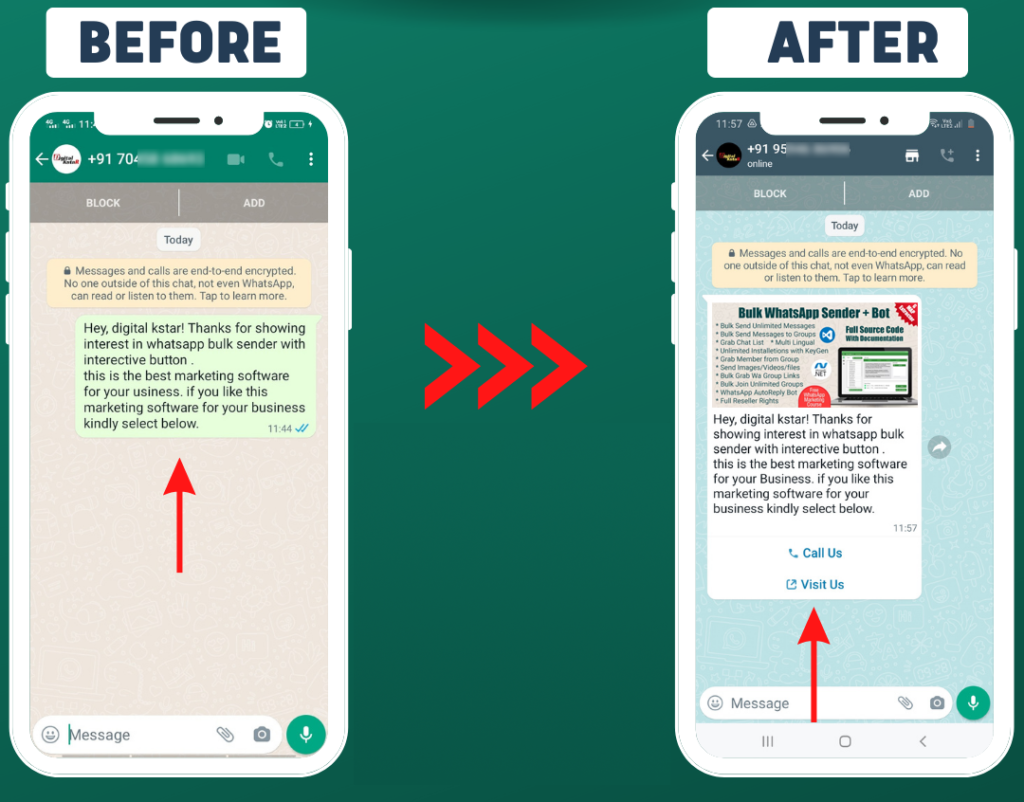 BEFORE
AFTER
11:
+91 704
BLOCK
ADD
Today
Messages and calls are end-to-end encrypted.
No one outside of this chat, not even WhatsApp,
can read or listen to them. Tap to learn more.
Hey, digital kstar! Thanks for showing
interest in whatsapp bulk sender with
interective button .
this is the best marketing software
for your usiness. if you like this
marketing software for your business
kindly select below.
11:44
Message
11:57
+91 95
online
BLOCK
ADD
Today
Messages and calls are end-to-end encrypted. No
one outside of this chat, not even WhatsApp, can read
or listen to them. Tap to learn more.
Bulk WhatsApp Sender + Bot
* Bulk Send Unlimited Messages
* Bulk Send Messages to Groups
* Grab Chat List * Multi Lingual
* Unlimited Installetions with KeyGen
* Grab Member from Group
* Send Images/Videos/files
* Bulk Grab Wa Group Links
* Bulk Join Unlimited Groups
* WhatsApp AutoReply Bot
* Full Reseller Rights
Full Source Code
With Documentation
.NET
Free
WhatsApp
Marketing
Course
Hey, digital kstar! Thanks for
showing interest in whatsapp bulk
sender with interective button .
this is the best marketing software
for your Business. if you like this
marketing software for your
business kindly select below.
11:57
Call Us
Visit Us
Message